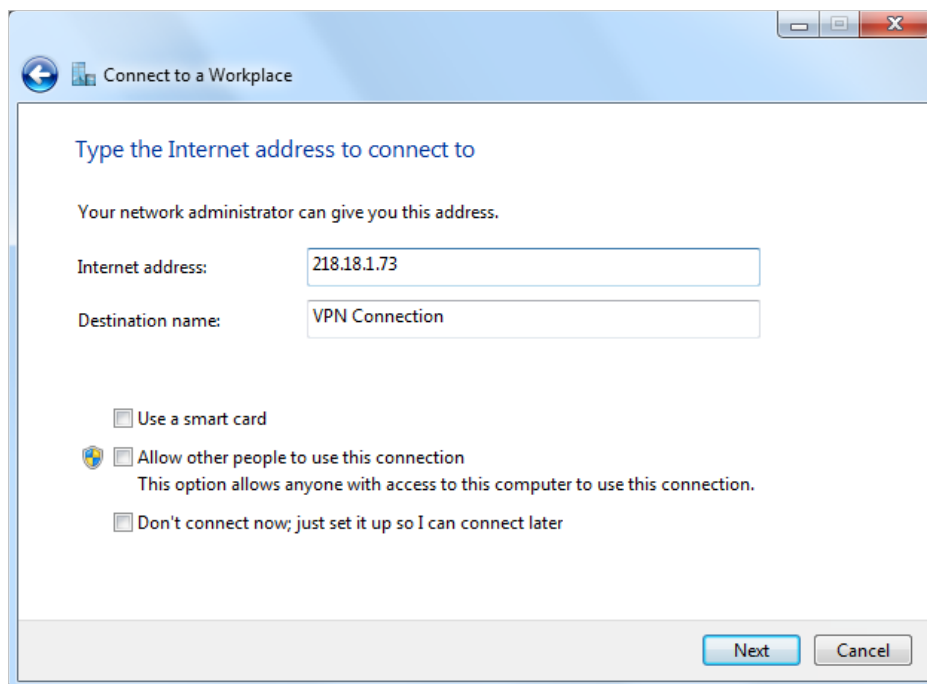 Connect to a Workplace
Type the Internet address to connect to
Your network administrator can give you this address.
Internet address: 218.18.1.73
Destination name: VPN Connection
Use a smart card
Allow other people to use this connection
This option allows anyone with access to this computer to use this connection.
Don't connect now; just set it up so I can connect later
Next Cancel